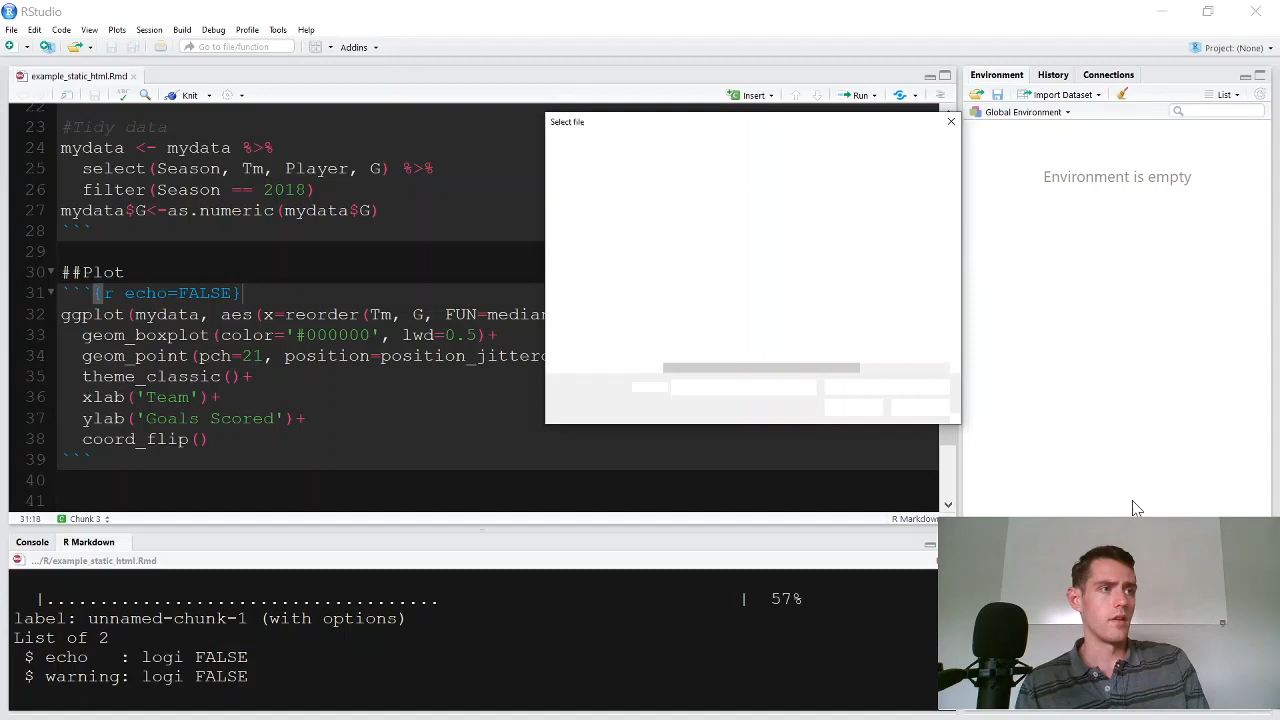 RStudio
File Edit Code View Plots Session Build Debug Profile Tools Help
Go to file/function
Addins
Project: (None)
example_static_html.Rmd
Knit
Insert
Run
22
23 #Tidy data
24 mydata <- mydata %>%
25 select(Season, Tm, Player, G) %>%
26 filter(Season == 2018)
27 mydata$G<-as.numeric(mydata$G)
28 ```
29
30 ##Plot
31 ```{r echo=FALSE}
32 ggplot(mydata, aes(x=reorder(Tm, G, FUN=median
33 geom_boxplot(color='#000000', lwd=0.5)+
34 geom_point(pch=21, position=position_jitterd
35 theme_classic()+
36 xlab('Team')+
37 ylab('Goals Scored')+
38 coord_flip()
39 ```
40
41
31:18
Chunk 3
R Markdow
Select file
Console R Markdown
.../R/example_static_html.Rmd
|..................................... | 57%
label: unnamed-chunk-1 (with options)
List of 2
$ echo : logi FALSE
$ warning: logi FALSE
Environment History Connections
Import Dataset
List
Global Environment
Environment is empty